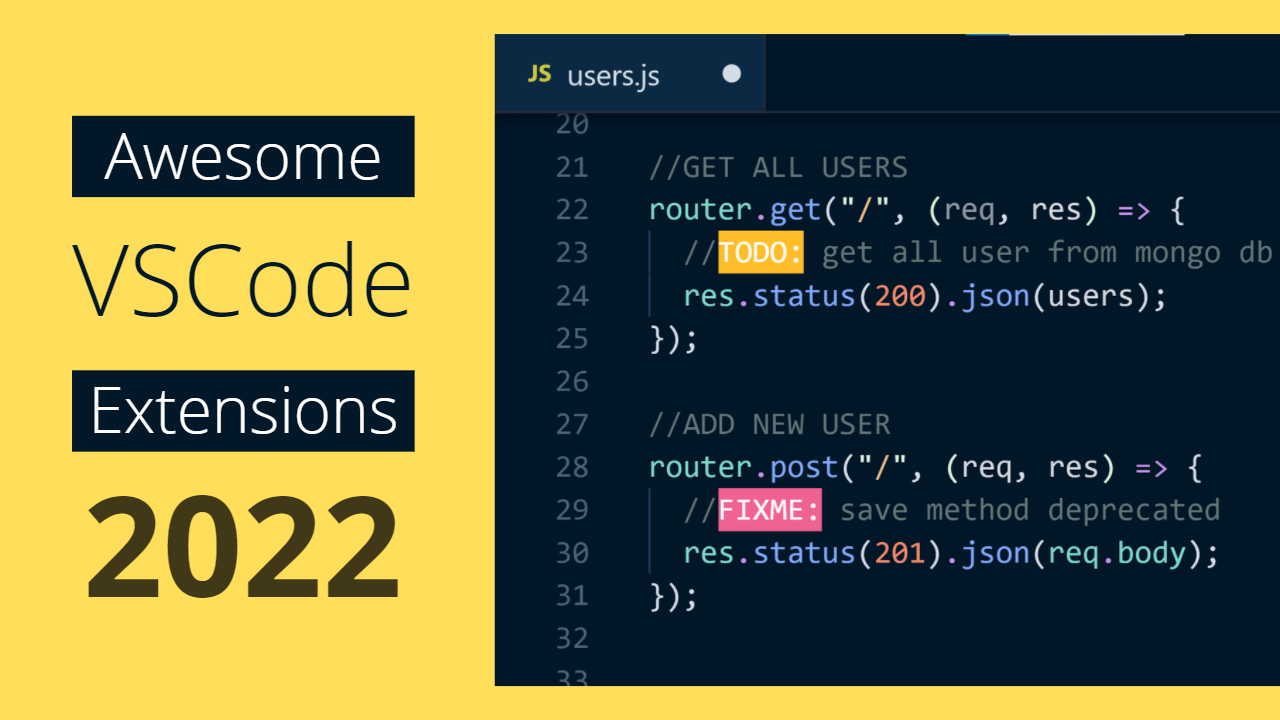 Awesome
VSCode
Extensions
2022
JS users.js
20
21 //GET ALL USERS
22 router.get("/", (req, res) => {
23 //TODO: get all user from mongo db
24 res.status(200).json(users);
25 });
26
27 //ADD NEW USER
28 router.post("/", (req, res) => {
29 //FIXME: save method deprecated
30 res.status(201).json(req.body);
31 });
32
33